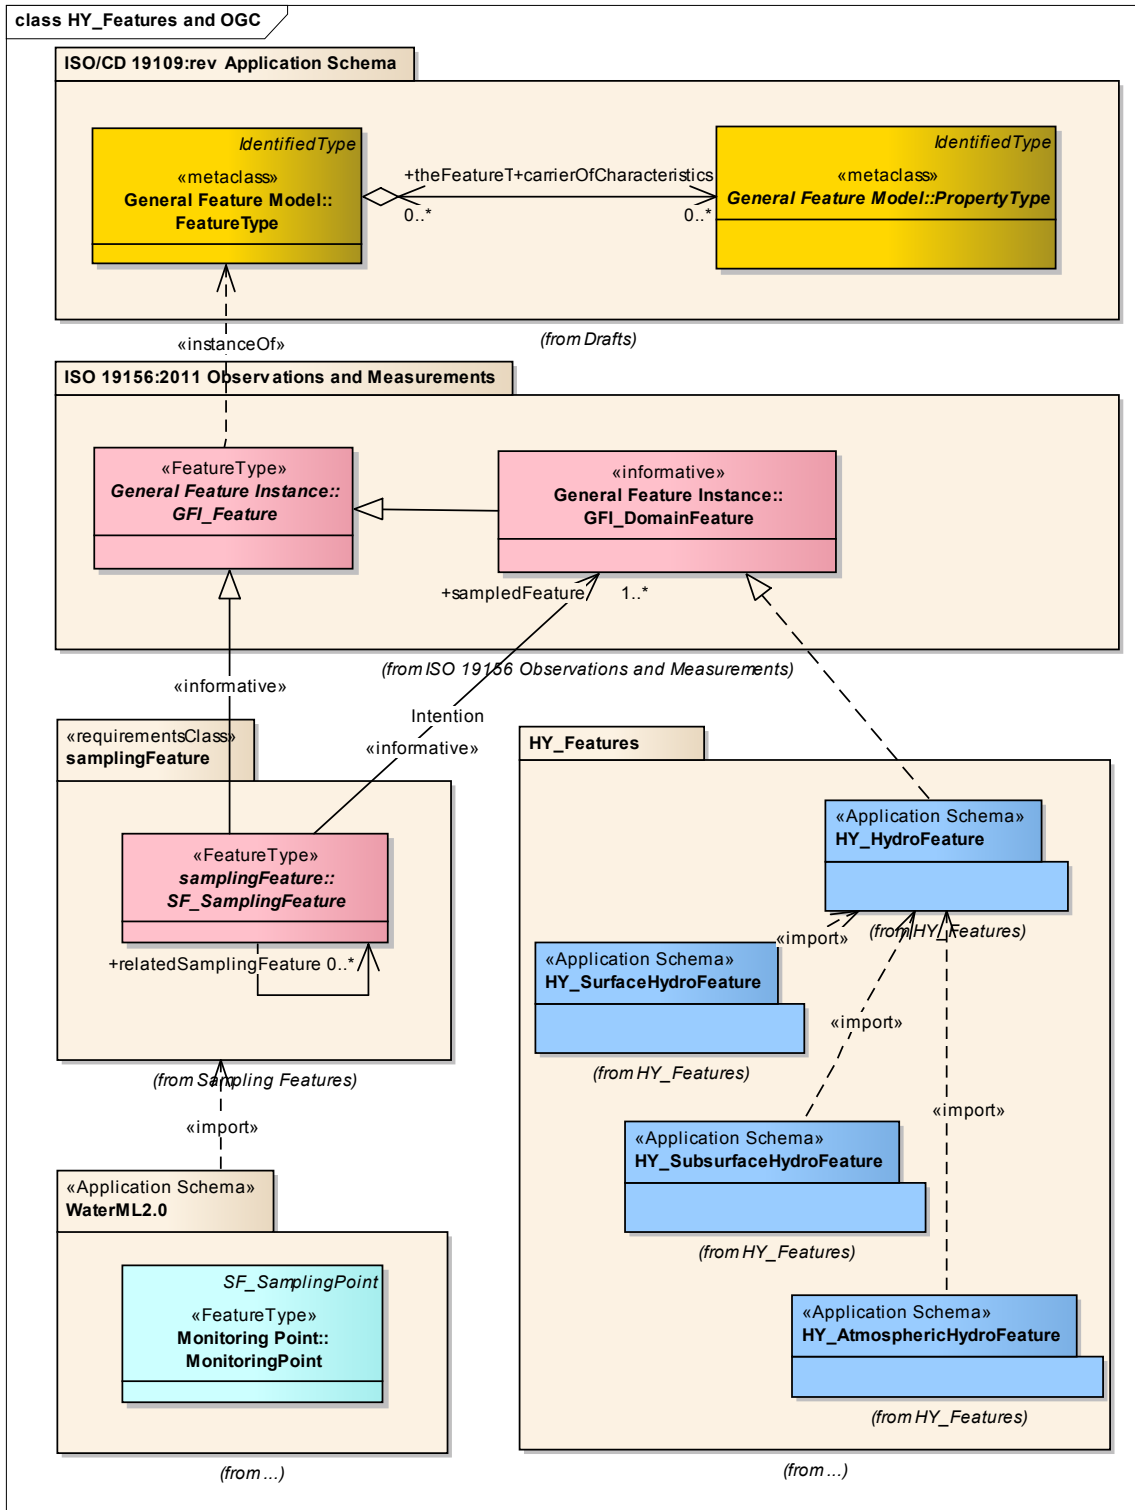 class HY_Features and OGC
ISO/CD 19109:rev Application Schema
IdentifiedType
«metaclass»
General Feature Model::
FeatureType
+theFeatureT+carrierOfCharacteristics
0..*
0..*
IdentifiedType
«metaclass»
General Feature Model::PropertyType
(from Drafts)
«instanceOf»
ISO 19156:2011 Observations and Measurements
«FeatureType»
General Feature Instance::
GFI_Feature
«informative»
General Feature Instance::
GFI_DomainFeature
+sampledFeature
1..*
(from ISO 19156 Observations and Measurements)
«informative»
Intention
«informative»
«requirementsClass»
samplingFeature
«FeatureType»
samplingFeature::
SF_SamplingFeature
+relatedSamplingFeature 0..*
(from Sampling Features)
«import»
«Application Schema»
WaterML2.0
SF_SamplingPoint
«FeatureType»
Monitoring Point::
MonitoringPoint
(from ...)
HY_Features
«Application Schema»
HY_HydroFeature
(from HY_Features)
«import»
«Application Schema»
HY_SurfaceHydroFeature
(from HY_Features)
«import»
«Application Schema»
HY_SubsurfaceHydroFeature
(from HY_Features)
«import»
«Application Schema»
HY_AtmosphericHydroFeature
(from HY_Features)
(from ...)